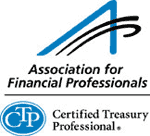 Association for
Financial Professionals
CTP
Certified Treasury
Professional®